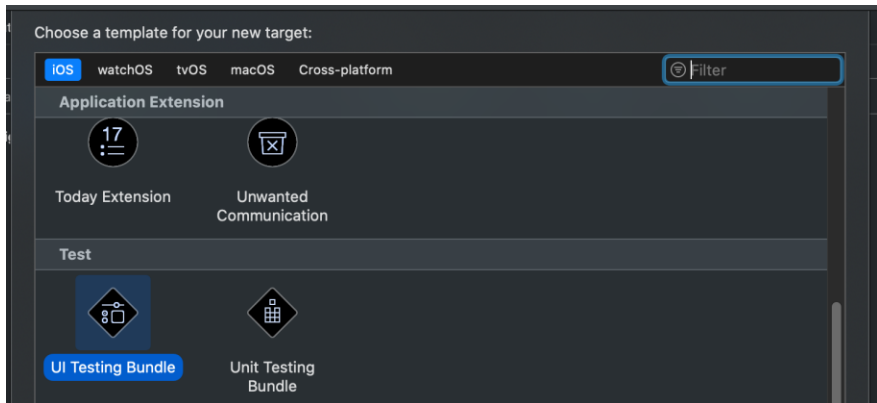 Choose a template for your new target:
iOS watchOS tvOS macOS Cross-platform Filter
Application Extension
17
Today Extension Unwanted
Communication
Test
UI Testing Bundle Unit Testing
Bundle